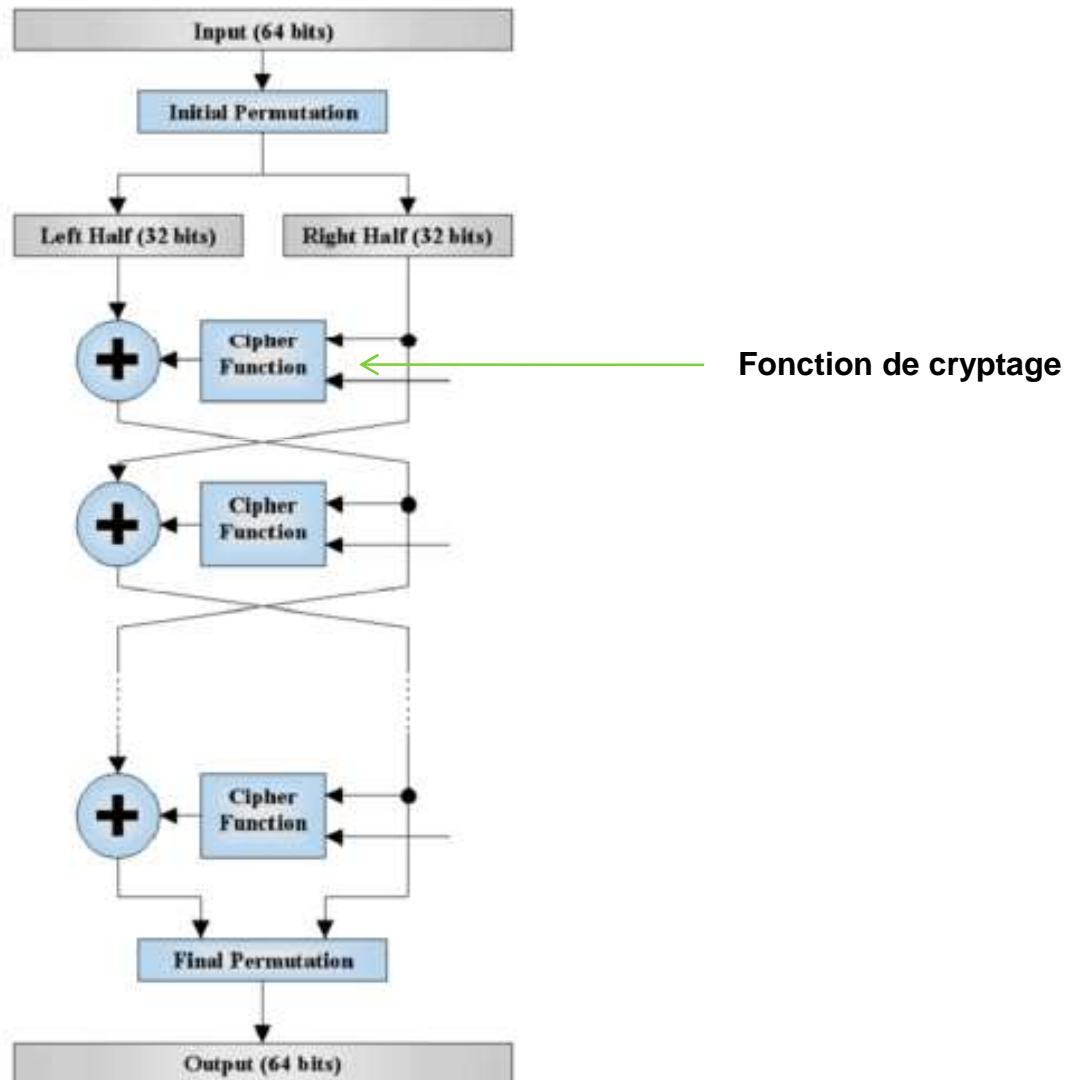 Input (64 bits)
Initial Permutation
Left Half (32 bits)
Right Half (32 bits)
Cipher
Function
Fonction de cryptage
Cipher
Function
Cipher
Function
Final Permutation
Output (64 bits)